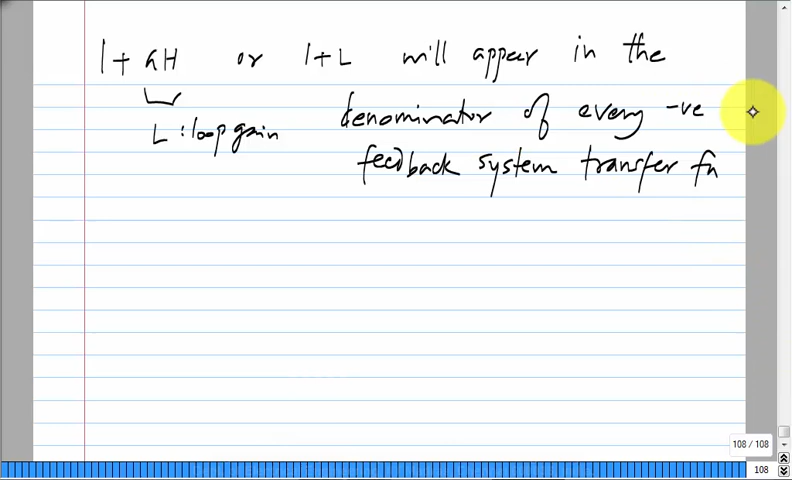 1+ GH or 1+L will appear in the
L : loop gain denominator of every -ve
feedback system transfer fn
108 / 108
108